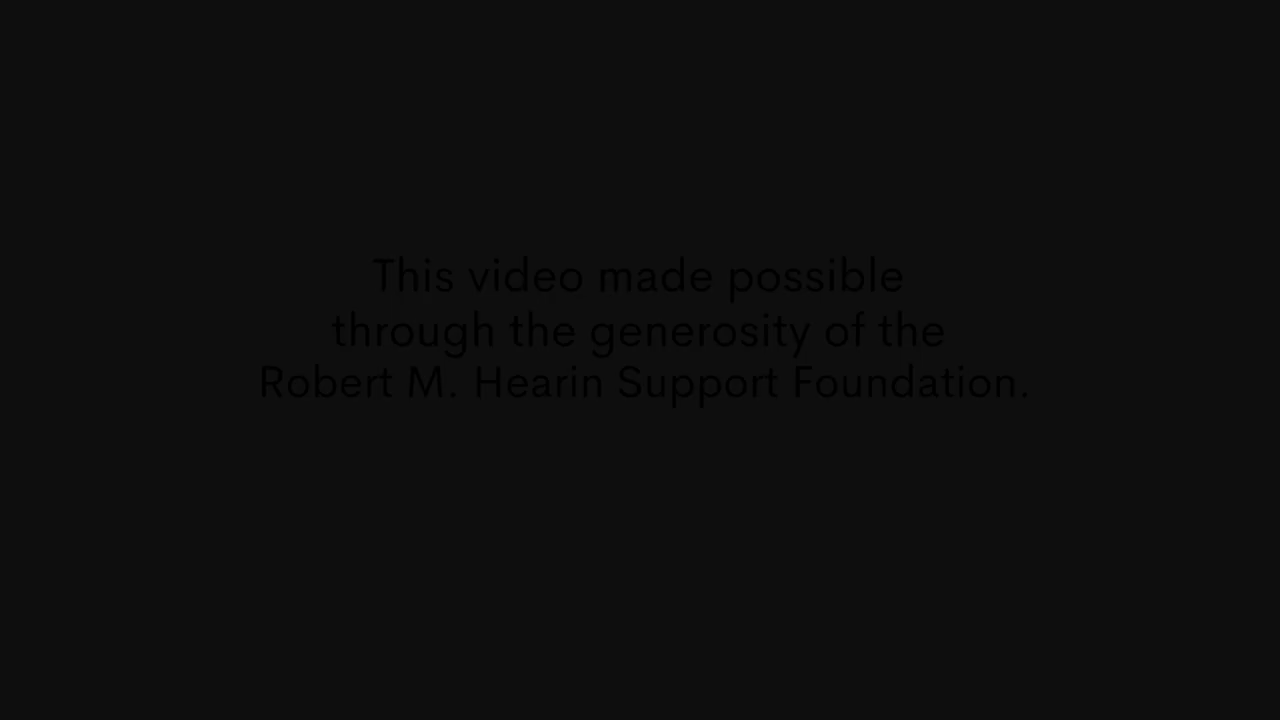 This video made possible
through the generosity of the
Robert M. Hearin Support Foundation.